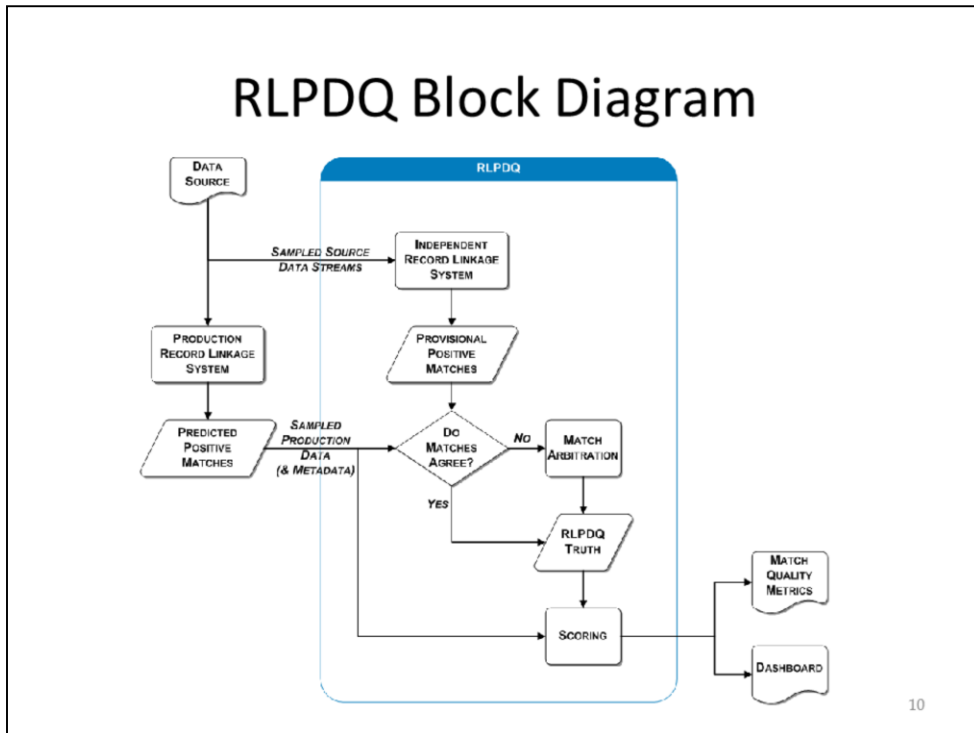 RLPDQ Block Diagram
DATA
SOURCE
RLPDQ
SAMPLED SOURCE
DATA STREAMS
INDEPENDENT
RECORD LINKAGE
SYSTEM
PRODUCTION
RECORD LINKAGE
SYSTEM
PROVISIONAL
POSITIVE
MATCHES
PREDICTED
POSITIVE
MATCHES
SAMPLED
PRODUCTION
DATA
(& METADATA)
DO
MATCHES
AGREE?
NO
MATCH
ARBITRATION
YES
RLPDQ
TRUTH
SCORING
MATCH
QUALITY
METRICS
DASHBOARD
10